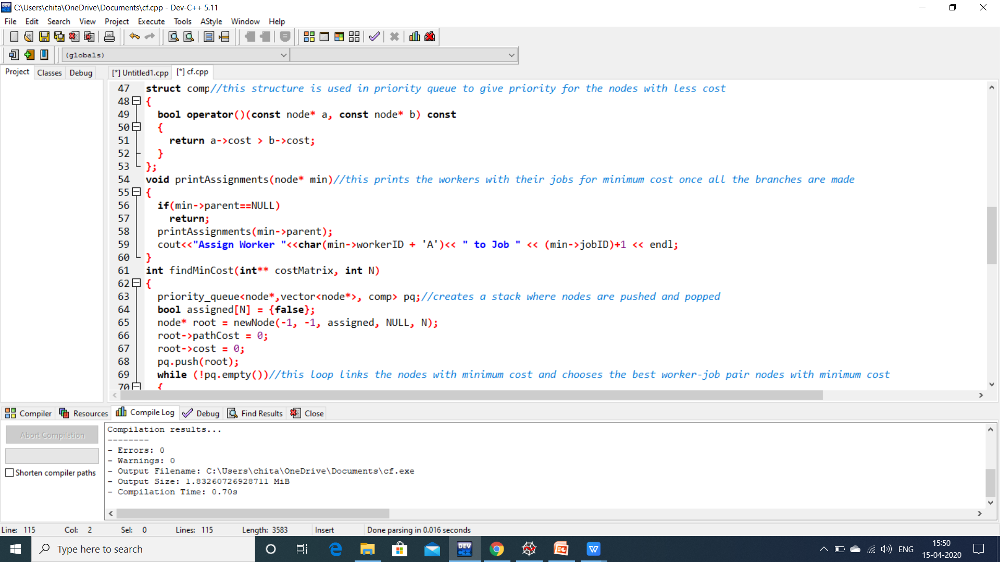 C:\Users\chita\OneDrive\Documents\cf.cpp - Dev-C++ 5.11
File Edit Search View Project Execute Tools AStyle Window Help
(globals)
Project Classes Debug [*] Untitled1.cpp [*] cf.cpp
47 struct comp//this structure is used in priority queue to give priority for the nodes with less cost
48 {
49 bool operator()(const node* a, const node* b) const
50 {
51 return a->cost > b->cost;
52 }
53 };
54 void printAssignments(node* min)//this prints the workers with their jobs for minimum cost once all the branches are made
55 {
56 if(min->parent==NULL)
57 return;
58 printAssignments(min->parent);
59 cout<<"Assign Worker "<<char(min->workerID + 'A')<< " to Job " << (min->jobID)+1 << endl;
60 }
61 int findMinCost(int** costMatrix, int N)
62 {
63 priority_queue<node*,vector<node*>, comp> pq;//creates a stack where nodes are pushed and popped
64 bool assigned[N] = {false};
65 node* root = newNode(-1, -1, assigned, NULL, N);
66 root->pathCost = 0;
67 root->cost = 0;
68 pq.push(root);
69 while (!pq.empty())//this loop links the nodes with minimum cost and chooses the best worker-job pair nodes with minimum cost
70 {
Compiler Resources Compile Log Debug Find Results Close
Abort Compilation
Shorten compiler paths
Compilation results...
--------
- Errors: 0
- Warnings: 0
- Output Filename: C:\Users\chita\OneDrive\Documents\cf.exe
- Output Size: 1.83260726928711 MiB
- Compilation Time: 0.70s
Line: 115 Col: 2 Sel: 0 Lines: 115 Length: 3583 Insert Done parsing in 0.016 seconds
Type here to search
DEV C++
ENG
15:50
15-04-2020